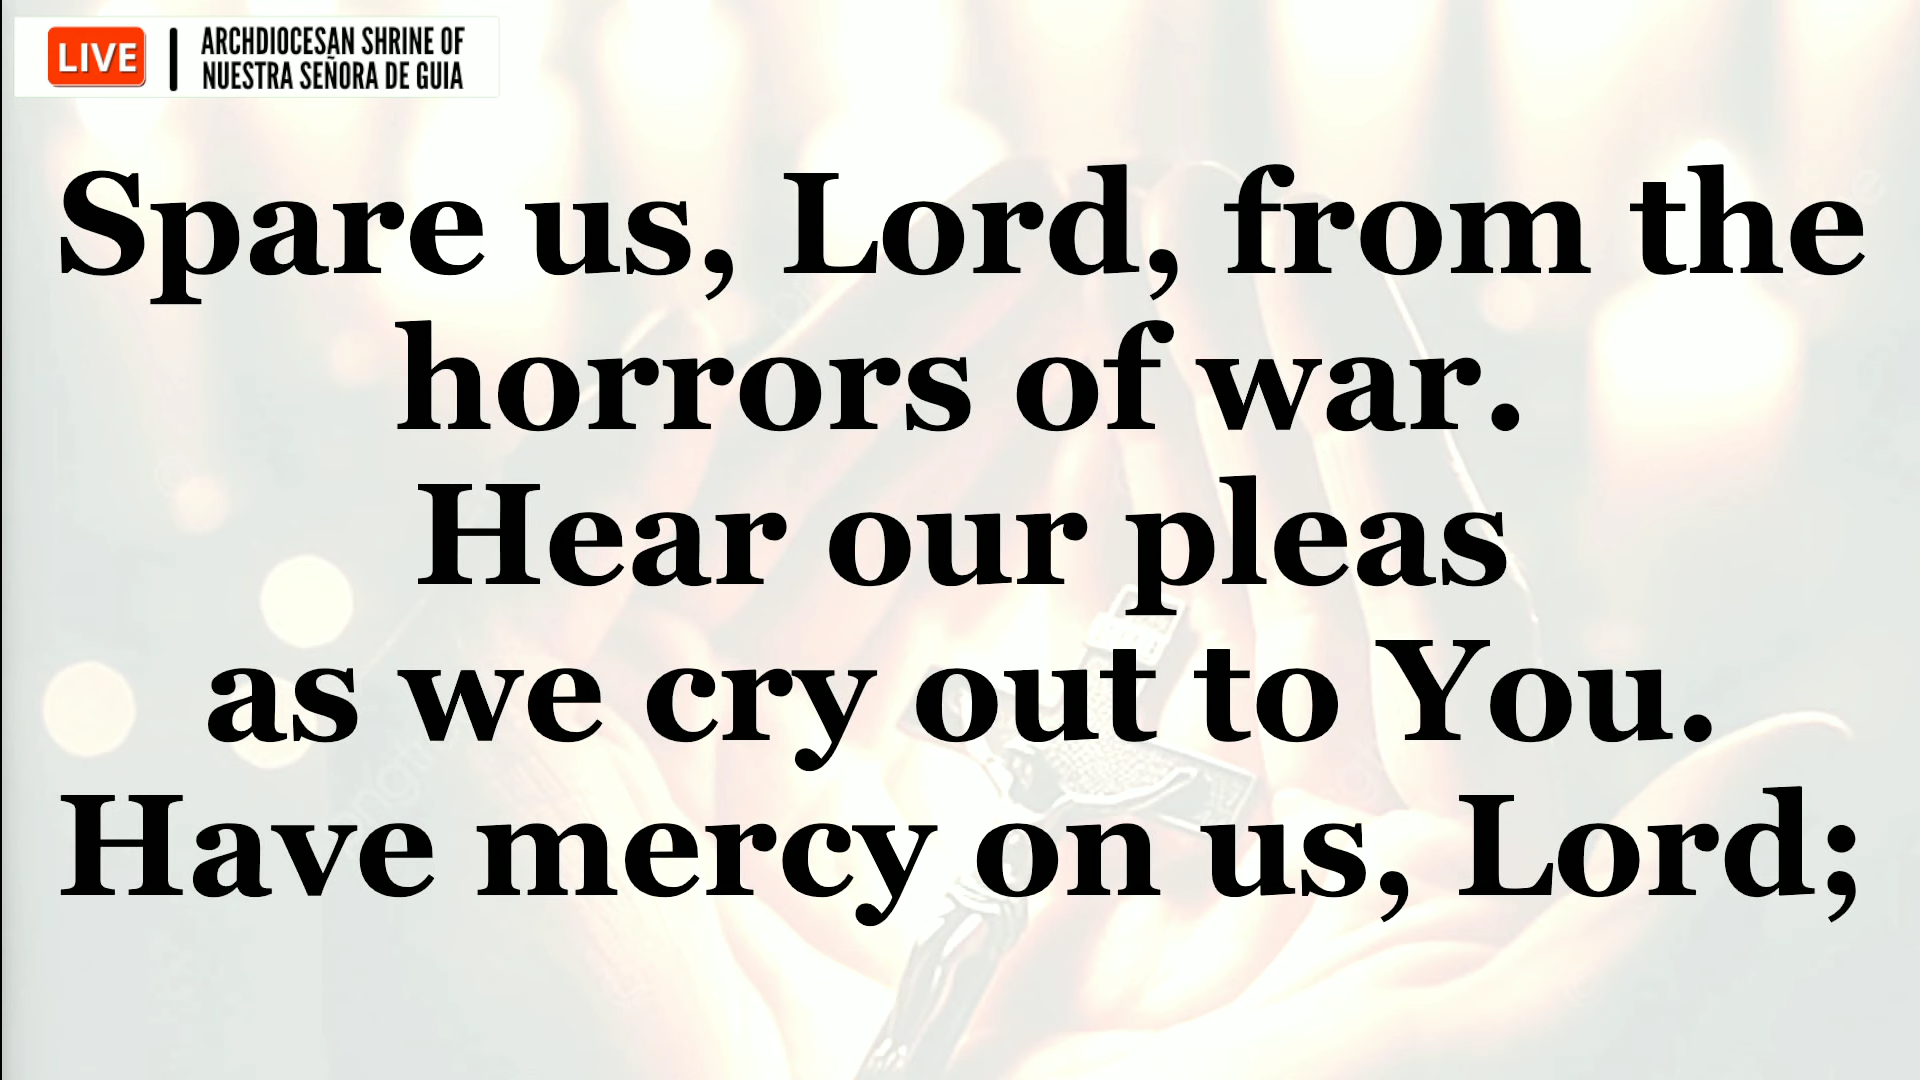 LIVE
ARCHDIOCESAN SHRINE OF
NUESTRA SEÑORA DE GUIA
Spare us, Lord, from the
horrors of war.
Hear our pleas
as we cry out to You.
Have mercy on us, Lord;